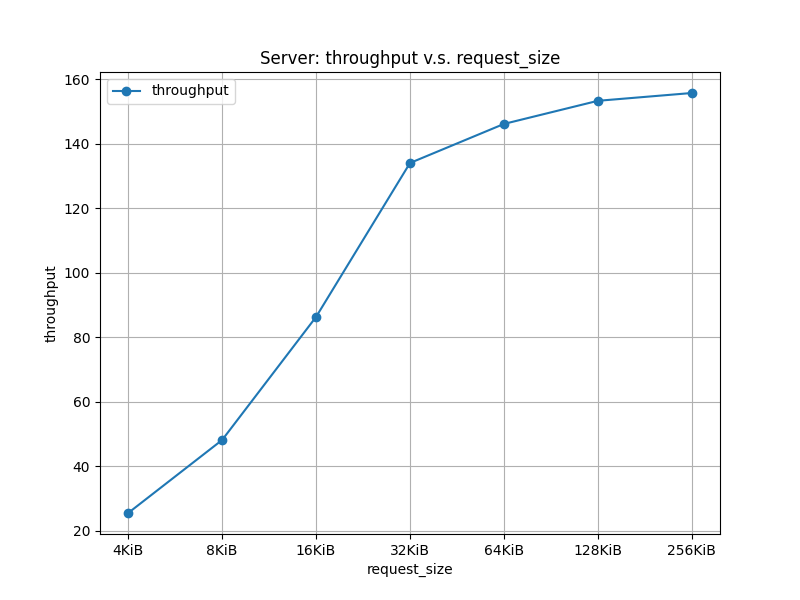 Server: throughput v.s. request_size
throughput
160
140
120
100
80
60
40
20
throughput
4KiB 8KiB 16KiB 32KiB 64KiB 128KiB 256KiB
request_size